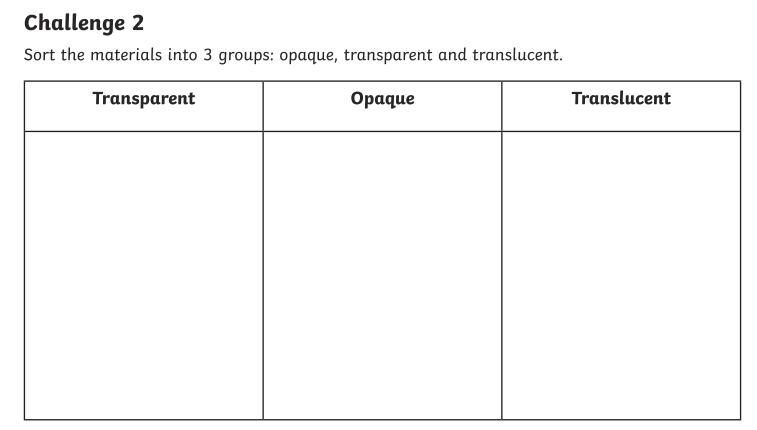 Challenge 2
Sort the materials into 3 groups: opaque, transparent and translucent.
Transparent
Opaque
Translucent